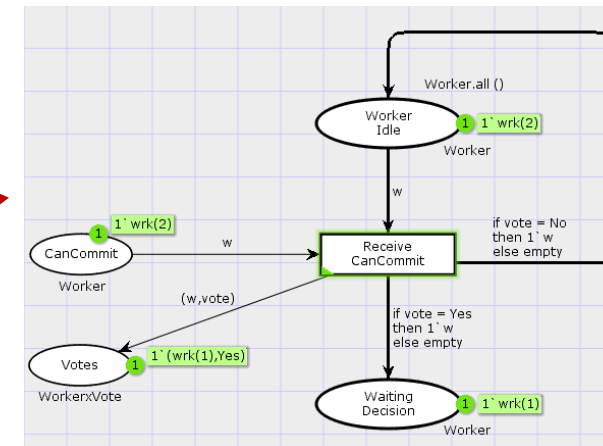 Worker.all ()
Worker
Idle
1
1`wrk(2)
Worker
w
1
1`wrk(2)
CanCommit
Worker
w
Receive
CanCommit
if vote = No
then 1`w
else empty
(w,vote)
if vote = Yes
then 1`w
else empty
Votes
1
1`(wrk(1),Yes)
WorkerxVote
Waiting
Decision
1
1`wrk(1)
Worker